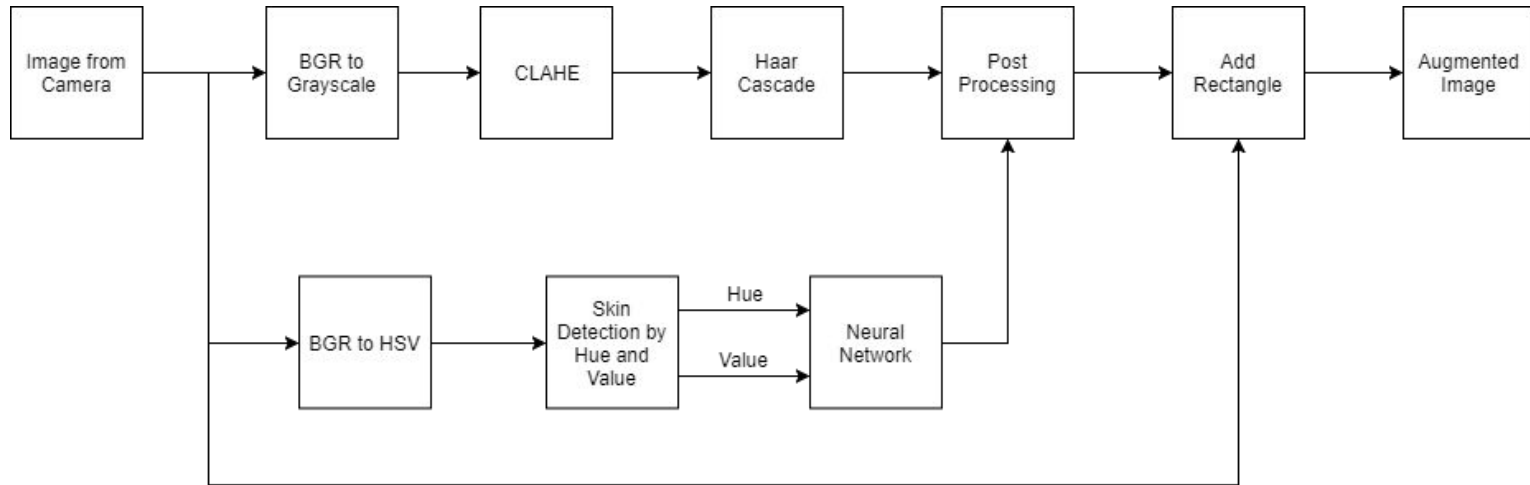 Image from
Camera
BGR to
Grayscale
CLAHE
Haar
Cascade
Post
Processing
Add
Rectangle
Augmented
Image
BGR to HSV
Skin
Detection by
Hue and
Value
Hue
Value
Neural
Network